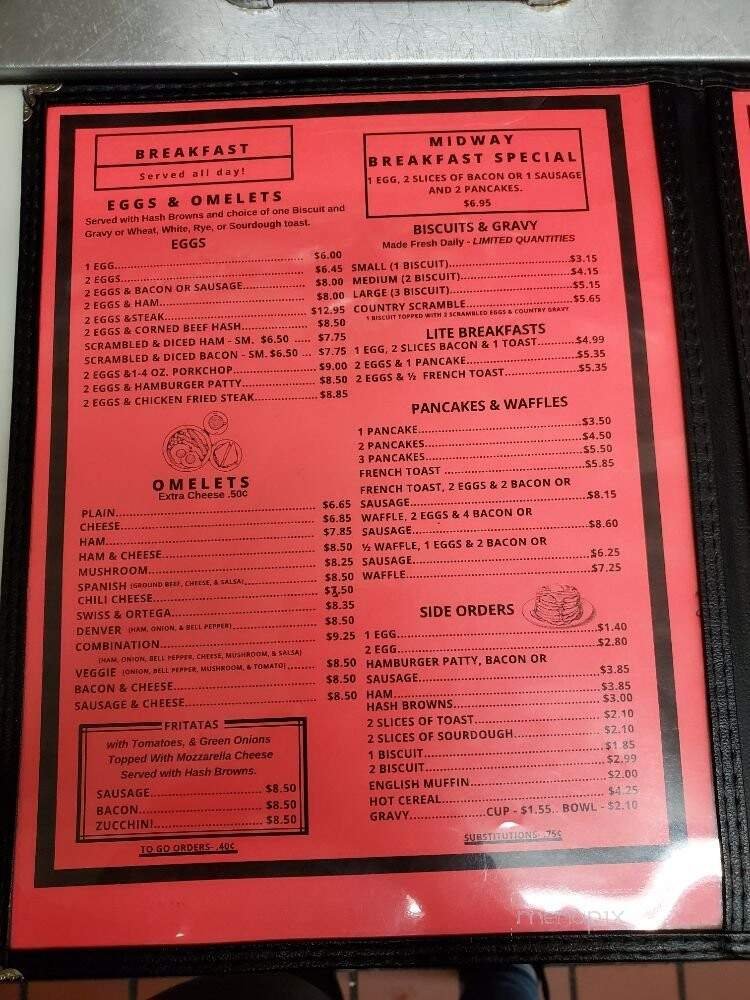 BREAKFAST
Served all day!
EGGS & OMELETS
Served with Hash Browns and choice of one Biscuit and
Gravy or Wheat, White, Rye, or Sourdough toast.
EGGS
1 EGG $6.00
2 EGGS $6.45
2 EGGS & BACON OR SAUSAGE $8.00
2 EGGS & HAM $8.00
2 EGGS &STEAK $12.95
2 EGGS & CORNED BEEF HASH $8.50
SCRAMBLED & DICED HAM - SM. $6.50 ..... $7.75
SCRAMBLED & DICED BACON - SM. $6.50 ... $7.75
2 EGGS &1-4 OZ. PORKCHOP $9.00
2 EGGS & HAMBURGER PATTY $8.50
2 EGGS & CHICKEN FRIED STEAK $8.85
OMELETS
Extra Cheese .50¢
PLAIN $6.65
CHEESE $6.85
HAM $7.85
HAM & CHEESE $8.50
MUSHROOM $8.25
SPANISH (GROUND BEEF, CHEESE, & SALSA) $8.50
CHILI CHEESE $7.50
SWISS & ORTEGA $8.35
DENVER (HAM, ONION, & BELL PEPPER) $8.50
COMBINATION $9.25
(HAM, ONION, BELL PEPPER, CHEESE, MUSHROOM, & SALSA)
VEGGIE (ONION, BELL PEPPER, MUSHROOM, & TOMATO) $8.50
BACON & CHEESE $8.50
SAUSAGE & CHEESE $8.50
FRITATAS
with Tomatoes, & Green Onions
Topped With Mozzarella Cheese
Served with Hash Browns.
SAUSAGE $8.50
BACON $8.50
ZUCCHINI $8.50
TO GO ORDERS- .40¢
MIDWAY
BREAKFAST SPECIAL
1 EGG, 2 SLICES OF BACON OR 1 SAUSAGE
AND 2 PANCAKES.
$6.95
BISCUITS & GRAVY
Made Fresh Daily - LIMITED QUANTITIES
SMALL (1 BISCUIT) $3.15
MEDIUM (2 BISCUIT) $4.15
LARGE (3 BISCUIT) $5.15
COUNTRY SCRAMBLE $5.65
1 BISCUIT TOPPED WITH 2 SCRAMBLED EGGS & COUNTRY GRAVY
LITE BREAKFASTS
1 EGG, 2 SLICES BACON & 1 TOAST $4.99
2 EGGS & 1 PANCAKE $5.35
2 EGGS & ½ FRENCH TOAST $5.35
PANCAKES & WAFFLES
1 PANCAKE $3.50
2 PANCAKES $4.50
3 PANCAKES $5.50
FRENCH TOAST $5.85
FRENCH TOAST, 2 EGGS & 2 BACON OR
SAUSAGE $8.15
WAFFLE, 2 EGGS & 4 BACON OR
SAUSAGE $8.60
½ WAFFLE, 1 EGGS & 2 BACON OR
SAUSAGE $6.25
WAFFLE $7.25
SIDE ORDERS
1 EGG $1.40
2 EGG $2.80
HAMBURGER PATTY, BACON OR
SAUSAGE $3.85
HAM $3.85
HASH BROWNS $3.00
2 SLICES OF TOAST $2.10
2 SLICES OF SOURDOUGH $2.10
1 BISCUIT $1.85
2 BISCUIT $2.99
ENGLISH MUFFIN $2.00
HOT CEREAL $4.25
GRAVY CUP - $1.55.. BOWL - $2.10
SUBSTITUTIONS- .75¢
menupix